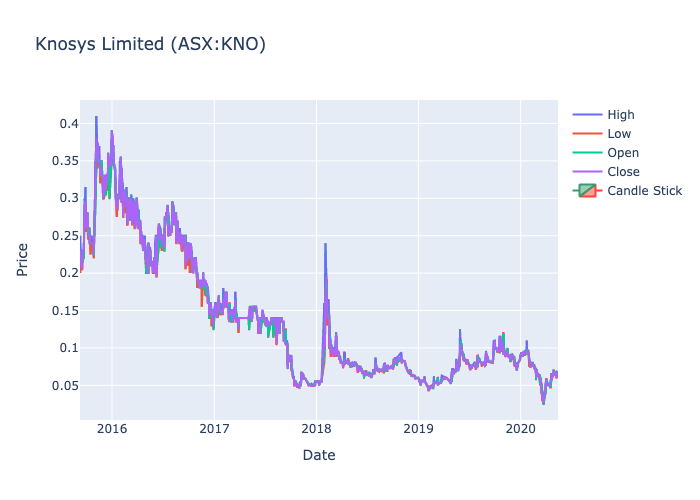 Knosys Limited (ASX:KNO)
High
Low
Open
Close
Candle Stick
0.4
0.35
0.3
0.25
0.2
0.15
0.1
0.05
Price
2016 2017 2018 2019 2020
Date